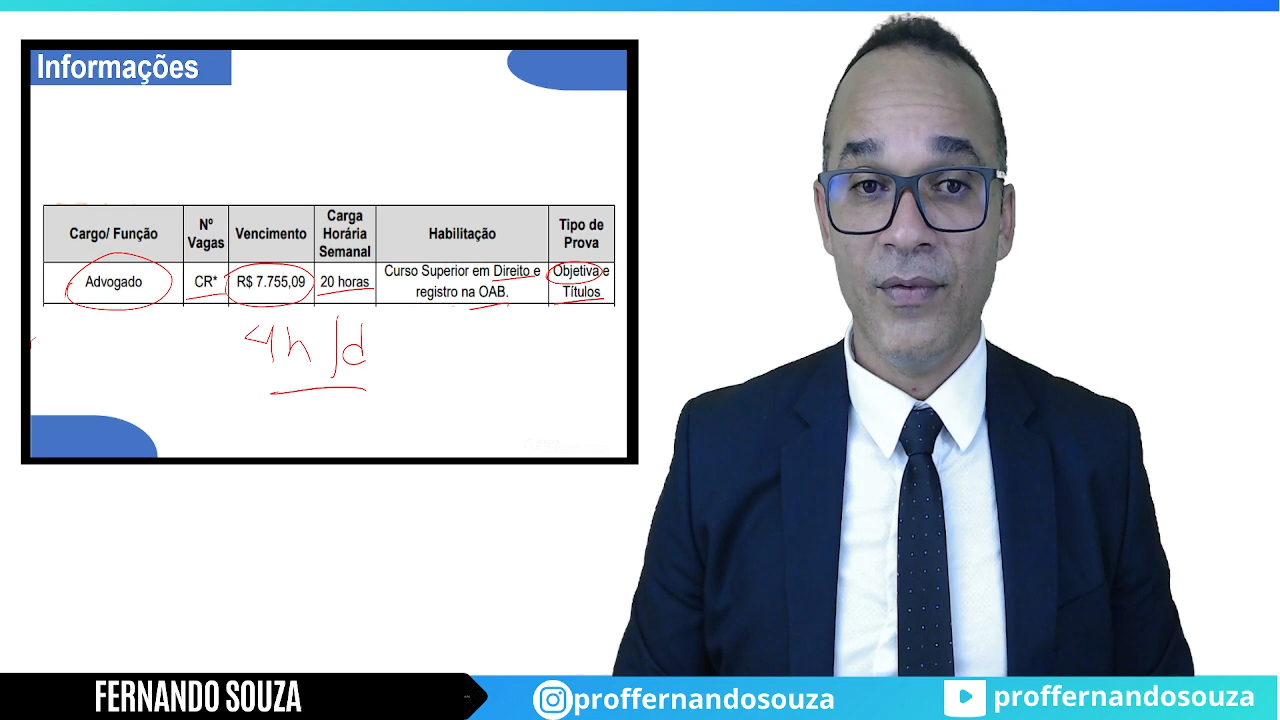 Informações
Cargo/ Função
Nº
Vagas
Vencimento
Carga
Horária
Semanal
Habilitação
Tipo de
Prova
Advogado
CR*
R$ 7.755,09
20 horas
Curso Superior em Direito e
registro na OAB.
Objetiva e
Títulos
4h/d
FERNANDO SOUZA
proffernandosouza
proffernandosouza